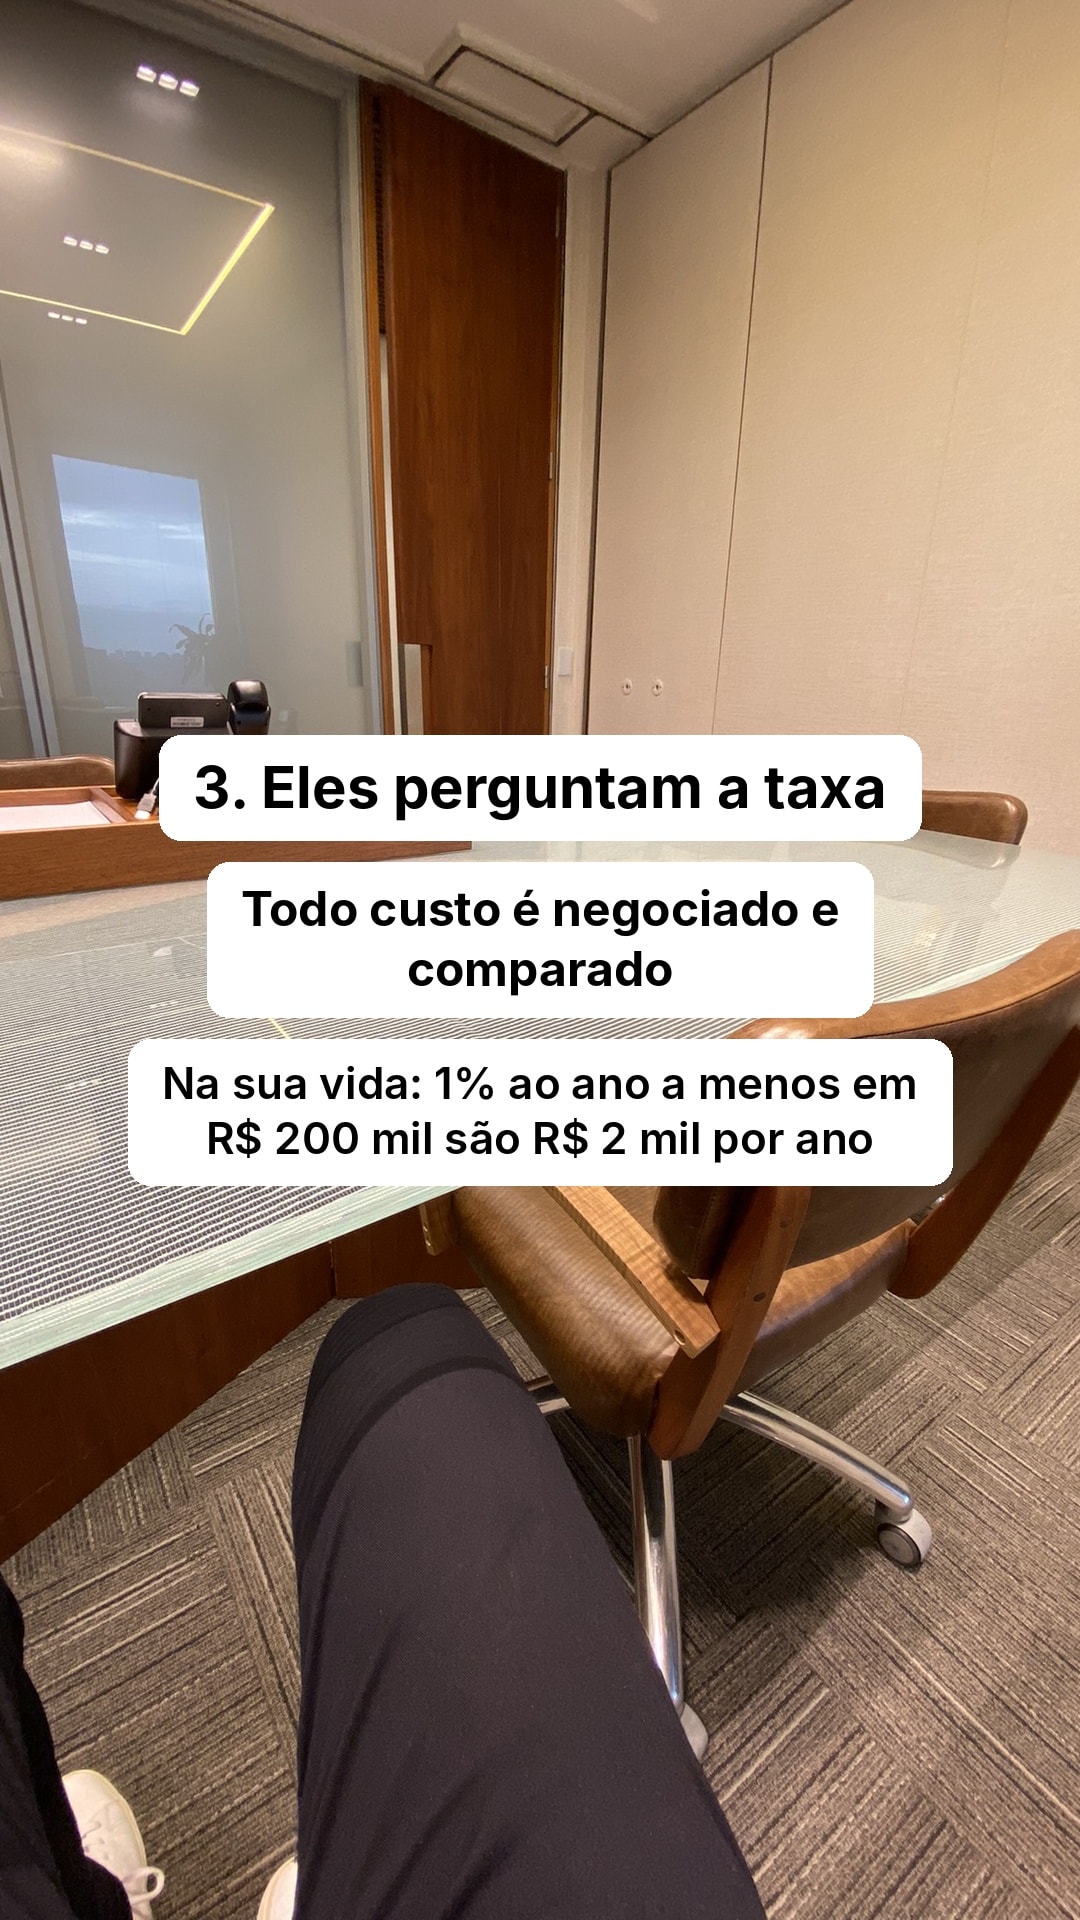 3. Eles perguntam a taxa
Todo custo é negociado e
comparado
Na sua vida: 1% ao ano a menos em
R$ 200 mil são R$ 2 mil por ano